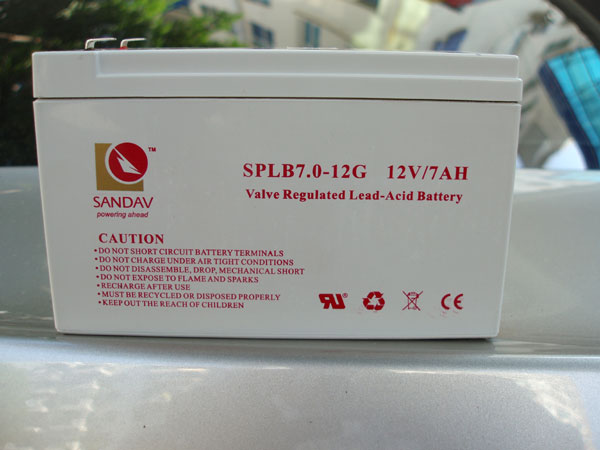 TM
SANDAV
powering ahead
SPLB7.0-12G 12V/7AH
Valve Regulated Lead-Acid Battery
CAUTION
• DO NOT SHORT CIRCUIT BATTERY TERMINALS
• DO NOT CHARGE UNDER AIR TIGHT CONDITIONS
• DO NOT DISASSEMBLE, DROP, MECHANICAL SHORT
• DO NOT EXPOSE TO FLAME AND SPARKS
• RECHARGE AFTER USE
• MUST BE RECYCLED OR DISPOSED PROPERLY
• KEEP OUT THE REACH OF CHILDREN
RU® CE